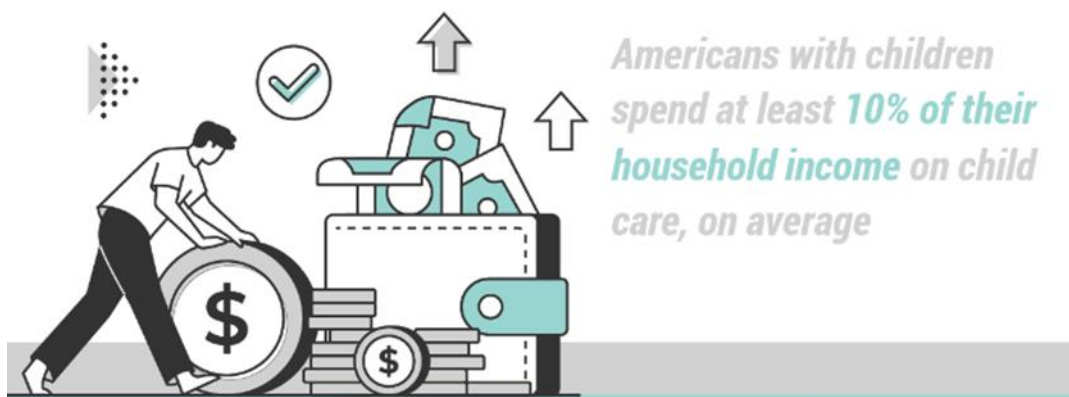 Americans with children
spend at least 10% of their
household income on child
care, on average
$
$